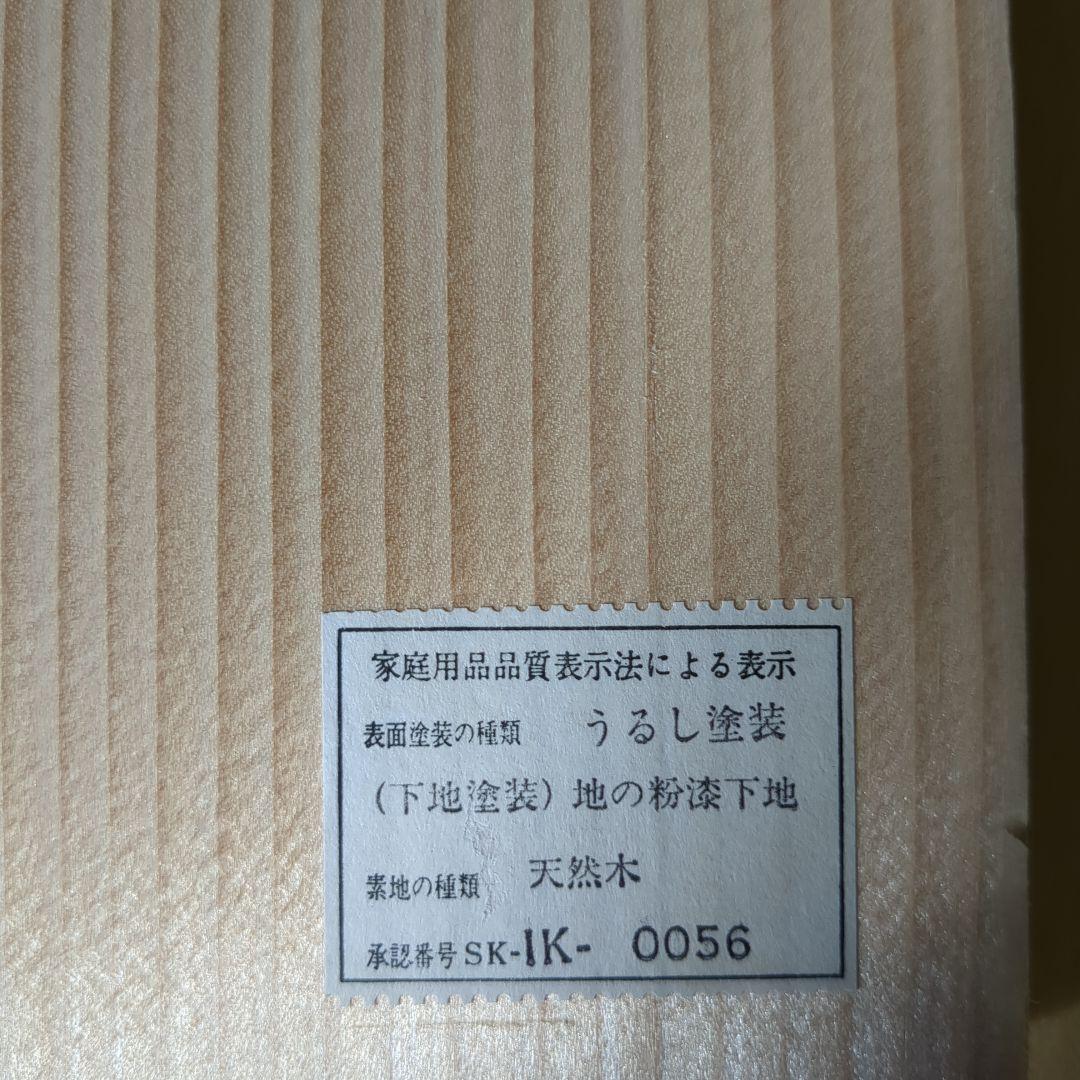 家庭用品品質表示法による表示
表面塗装の種類 うるし塗装
(下地塗装) 地の粉漆下地
素地の種類 天然木
承認番号 SK-IK- 0056